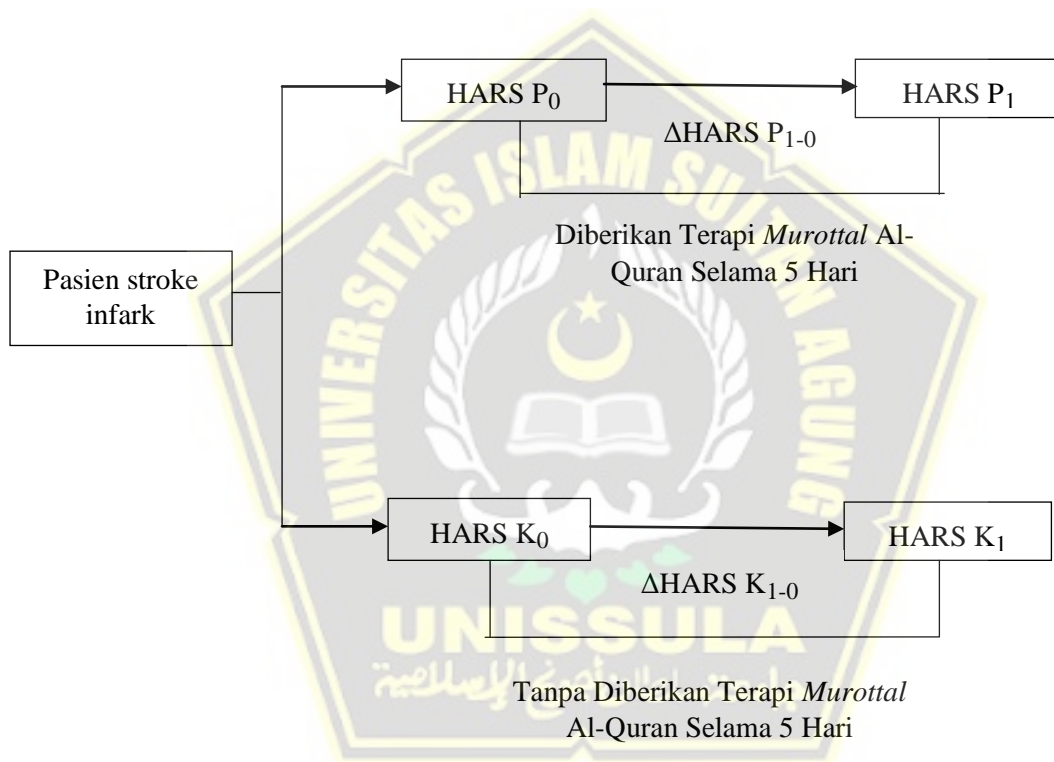 HARS P0
HARS P1
ΔHARS P1-0
Diberikan Terapi Murottal Al-
Quran Selama 5 Hari
Pasien stroke
infark
HARS K0
HARS K1
ΔHARS K1-0
Tanpa Diberikan Terapi Murottal
Al-Quran Selama 5 Hari
UNIVERSITAS ISLAM SULTAN AGUNG
UNISSULA